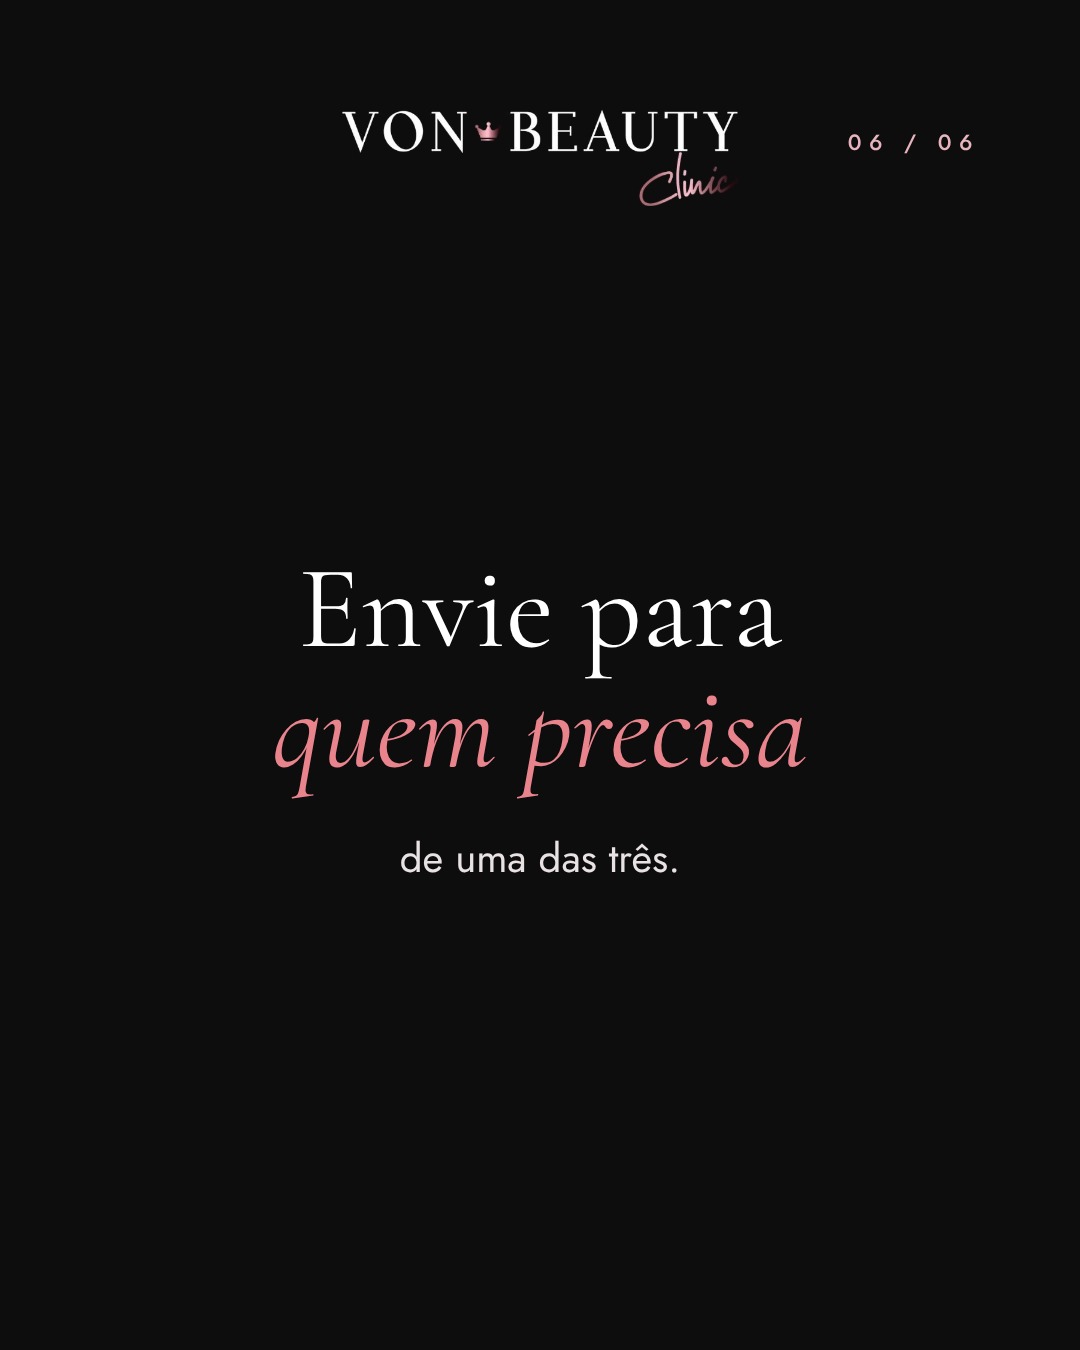 VON BEAUTY
Clinic
06 / 06
Envie para
quem precisa
de uma das três.